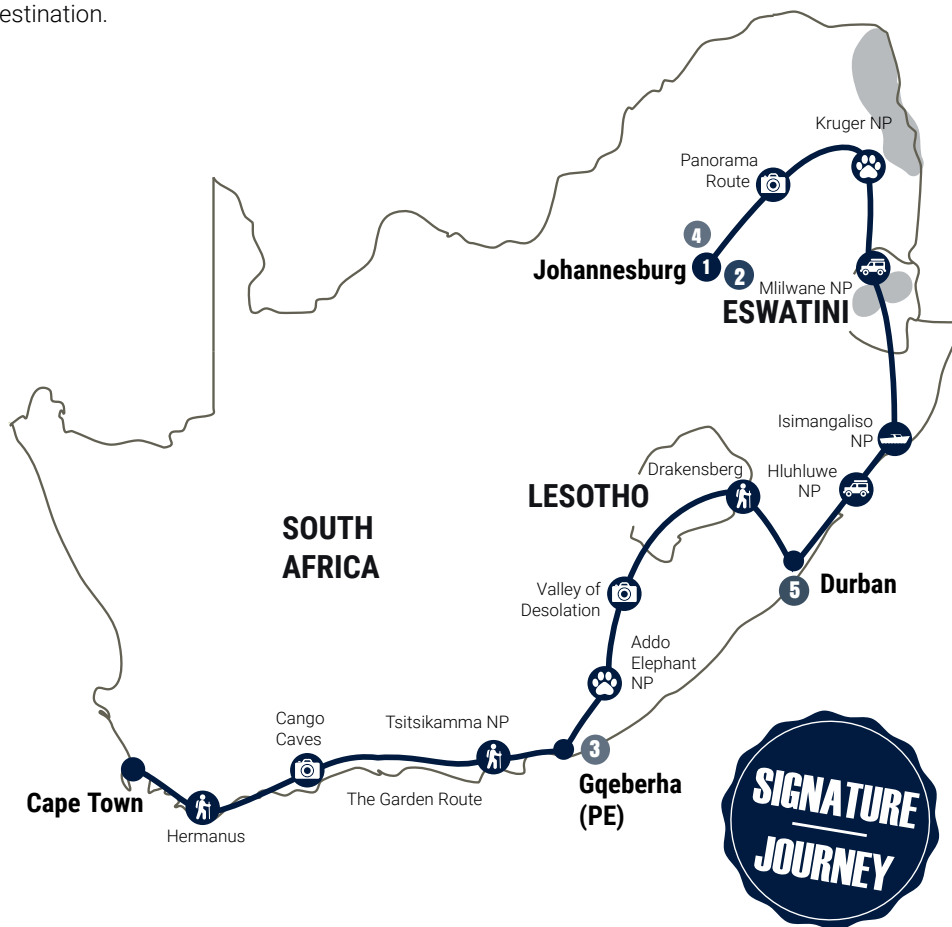 estination.
Kruger NP
Panorama
Route
4
Johannesburg
1
2
Mlilwane NP
ESWATINI
Isimangaliso
NP
Drakensberg
Hluhluwe
NP
LESOTHO
SOUTH
AFRICA
Valley of
Desolation
Durban
5
Addo
Elephant
NP
Cango
Caves
Tsitsikamma NP
3
Gqeberha
(PE)
Cape Town
The Garden Route
Hermanus
SIGNATURE
JOURNEY